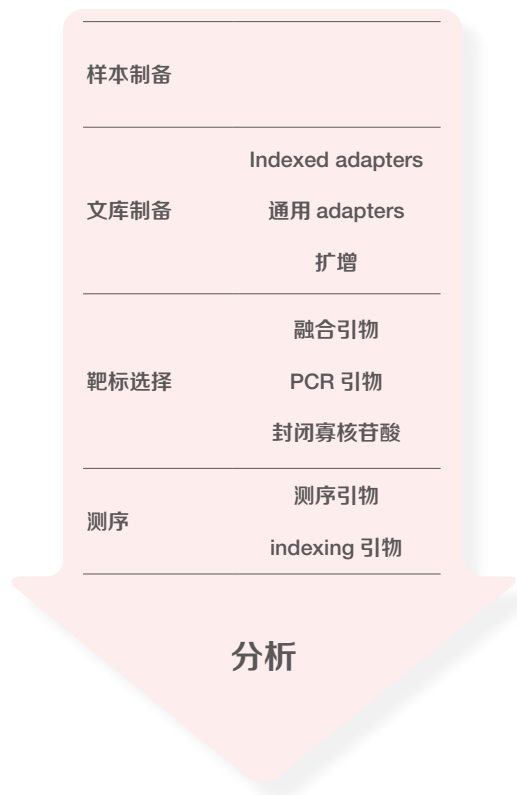 样本制备
Indexed adapters
文库制备
通用 adapters
扩增
融合引物
靶标选择
PCR 引物
封闭寡核苷酸
测序引物
测序
indexing 引物
分析